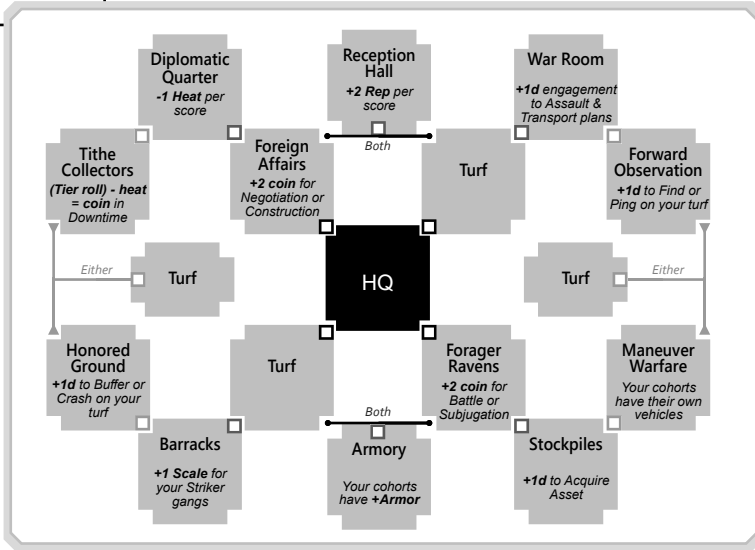 Diplomatic
Quarter
-1 Heat per
score
Reception
Hall
+2 Rep per
score
War Room
+1d engagement
to Assault &
Transport plans
Tithe
Collectors
(Tier roll) - heat
= coin in
Downtime
Foreign
Affairs
+2 coin for
Negotiation or
Construction
Both
Turf
Forward
Observation
+1d to Find or
Ping on your turf
Either
Turf
HQ
Turf
Either
Honored
Ground
+1d to Buffer or
Crash on your
turf
Turf
Forager
Ravens
+2 coin for
Battle or
Subjugation
Maneuver
Warfare
Your cohorts
have their own
vehicles
Both
Barracks
+1 Scale for
your Striker
gangs
Armory
Your cohorts
have +Armor
Stockpiles
+1d to Acquire
Asset